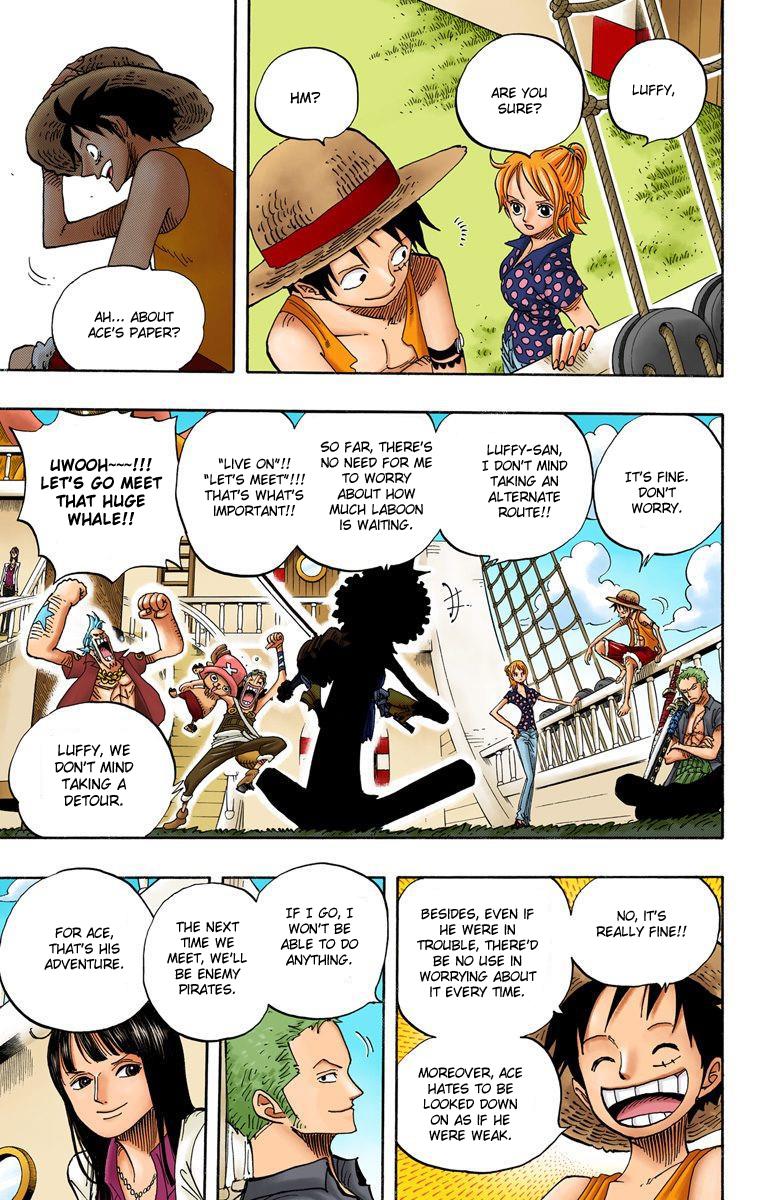 LUFFY,
ARE YOU
SURE?
HM?
AH... ABOUT
ACE'S PAPER?
IT'S FINE.
DON'T
WORRY.
LUFFY-SAN,
I DON'T MIND
TAKING AN
ALTERNATE
ROUTE!!
SO FAR, THERE'S
NO NEED FOR ME
TO WORRY
ABOUT HOW
MUCH LABOON
IS WAITING.
"LIVE ON"!!
"LET'S MEET"!!!
THAT'S WHAT'S
IMPORTANT!!
UWOOH~~~!!!
LET'S GO MEET
THAT HUGE
WHALE!!
LUFFY, WE
DON'T MIND
TAKING A
DETOUR.
NO, IT'S
REALLY FINE!!
BESIDES, EVEN IF
HE WERE IN
TROUBLE, THERE'D
BE NO USE IN
WORRYING ABOUT
IT EVERY TIME.
MOREOVER, ACE
HATES TO BE
LOOKED DOWN
ON AS IF HE
WERE WEAK.
IF I GO, I
WON'T BE
ABLE TO DO
ANYTHING.
THE NEXT
TIME WE
MEET, WE'LL
BE ENEMY
PIRATES.
FOR ACE,
THAT'S HIS
ADVENTURE.